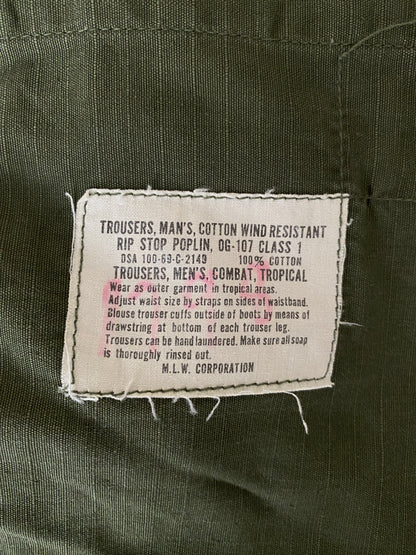 TROUSERS, MAN'S, COTTON WIND RESISTANT
RIP STOP POPLIN, OG-107 CLASS 1
DSA 100-69-C-2149 100% COTTON
TROUSERS, MEN'S, COMBAT, TROPICAL
Wear as outer garment in tropical areas.
Adjust waist size by straps on sides of waistband.
Blouse trouser cuffs outside of boots by means of
drawstring at bottom of each trouser leg.
Trousers can be hand laundered. Make sure all soap
is thoroughly rinsed out.
M.L.W. CORPORATION